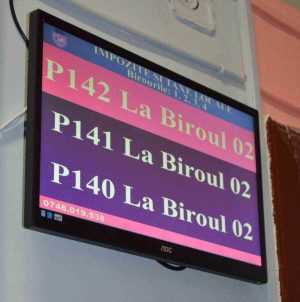 IMPOZITE SI TAXE LOCALE
Birourile: 1, 2, 3, 4
P142 La Biroul 02
P141 La Biroul 02
P140 La Biroul 02
0746.019.536
AOC